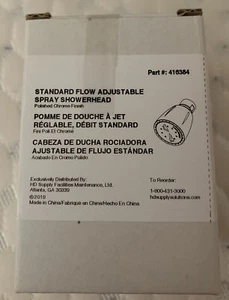 Part #: 416384
STANDARD FLOW ADJUSTABLE
SPRAY SHOWERHEAD
Polished Chrome Finish
POMME DE DOUCHE À JET
RÉGLABLE, DÉBIT STANDARD
Fini Poli Et Chromé
CABEZA DE DUCHA ROCIADORA
AJUSTABLE DE FLUJO ESTÁNDAR
Acabado En Cromo Pulido
Exclusively Distributed By:
HD Supply Facilities Maintenance, Ltd.
Atlanta, GA 30339
©2019
Made in China/Fabriqué en Chine/Hecho En China
To Reorder:
1-800-431-3000
hdsupplysolutions.com